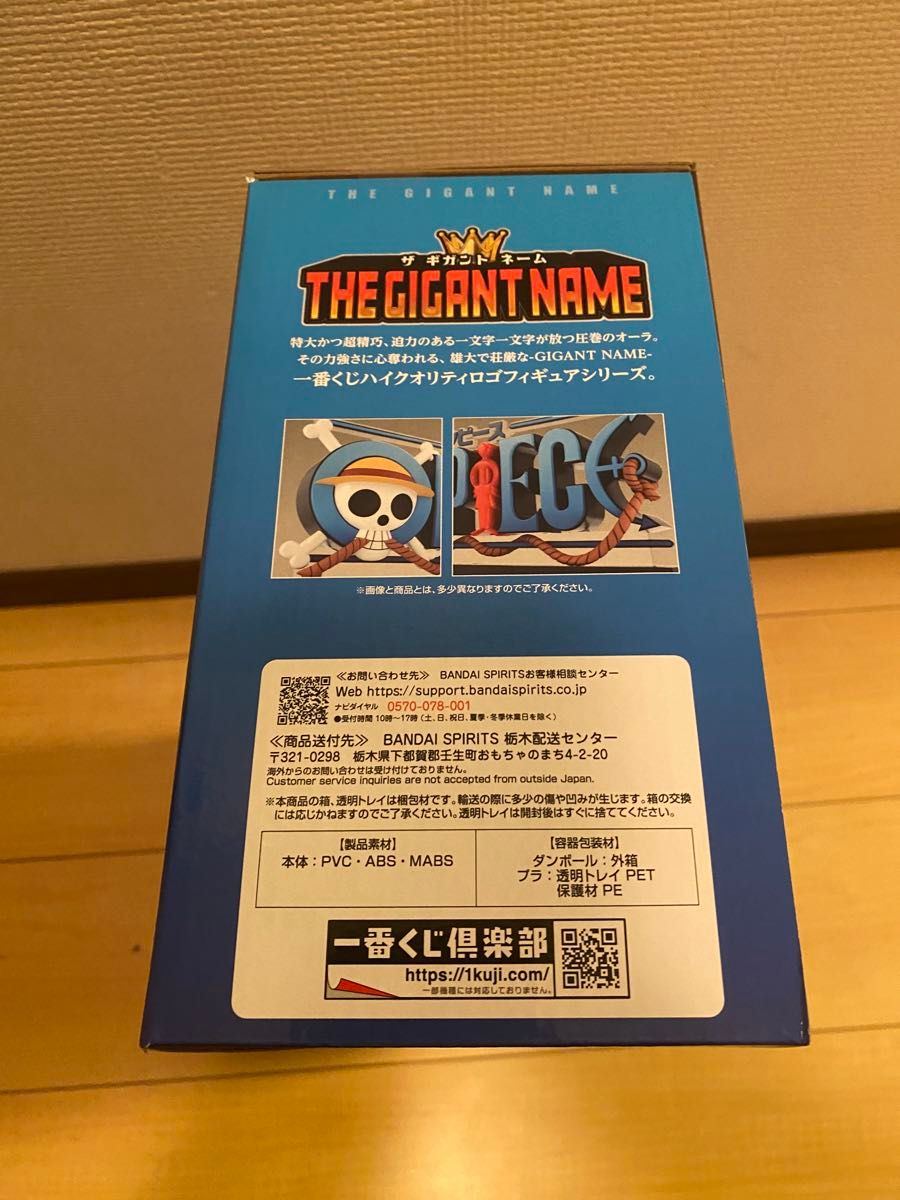 THE GIGANT NAME
ザ ギガント ネーム
THE GIGANT NAME
特大かつ超精巧、迫力のある一文字一文字が放つ圧巻のオーラ。
その力強さに心奪われる、雄大で荘厳な-GIGANT NAME-
一番くじハイクオリティロゴフィギュアシリーズ。
ピース
PIECE
※画像と商品とは、多少異なりますのでご了承ください。
≪お問い合わせ先≫ BANDAI SPIRITSお客様相談センター
Web https://support.bandaispirits.co.jp
ナビダイヤル 0570-078-001
●受付時間 10時〜17時（土、日、祝日、夏季・冬季休業日を除く）
≪商品送付先≫ BANDAI SPIRITS 栃木配送センター
〒321-0298 栃木県下都賀郡壬生町おもちゃのまち4-2-20
海外からのお問い合わせは受け付けておりません。
Customer service inquiries are not accepted from outside Japan.
※本商品の箱、透明トレイは梱包材です。輸送の際に多少の傷や凹みが生じます。箱の交換
には応じかねますのでご了承ください。透明トレイは開封後はすぐに捨ててください。
【製品素材】
本体：PVC・ABS・MABS
【容器包装材】
ダンボール：外箱
プラ：透明トレイ PET
保護材 PE
一番くじ倶楽部
https://1kuji.com/
一部機種には対応しておりません。